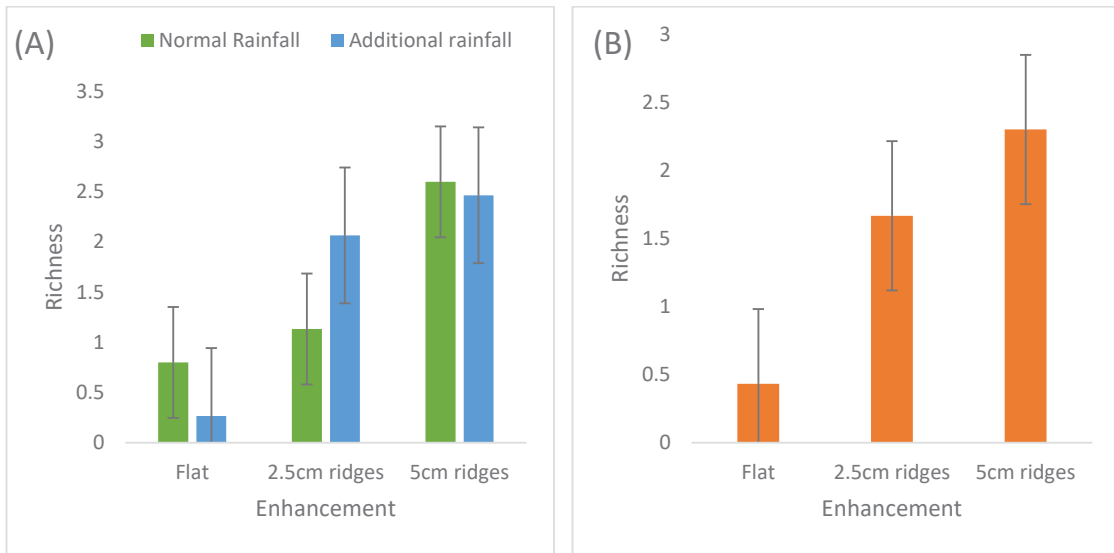 (A)
Normal Rainfall Additional rainfall
3.5
3
2.5
2
1.5
1
0.5
0
Richness
Flat 2.5cm ridges 5cm ridges
Enhancement
(B)
3
2.5
2
1.5
1
0.5
0
Richness
Flat 2.5cm ridges 5cm ridges
Enhancement